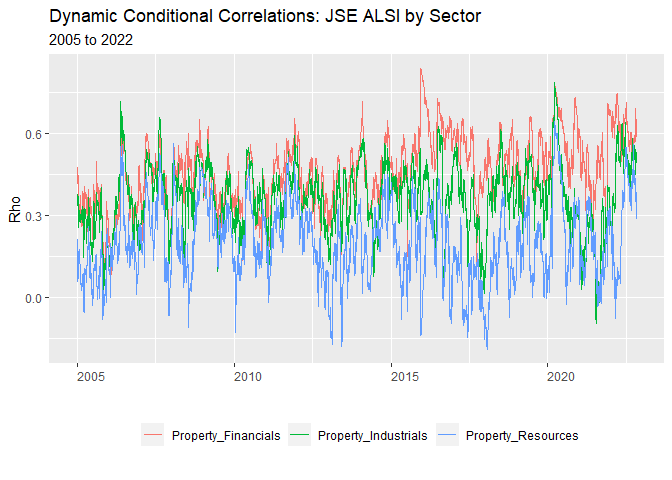 Dynamic Conditional Correlations: JSE ALSI by Sector
2005 to 2022
Rho
0.6
0.3
0.0
2005 2010 2015 2020
Property_Financials Property_Industrials Property_Resources